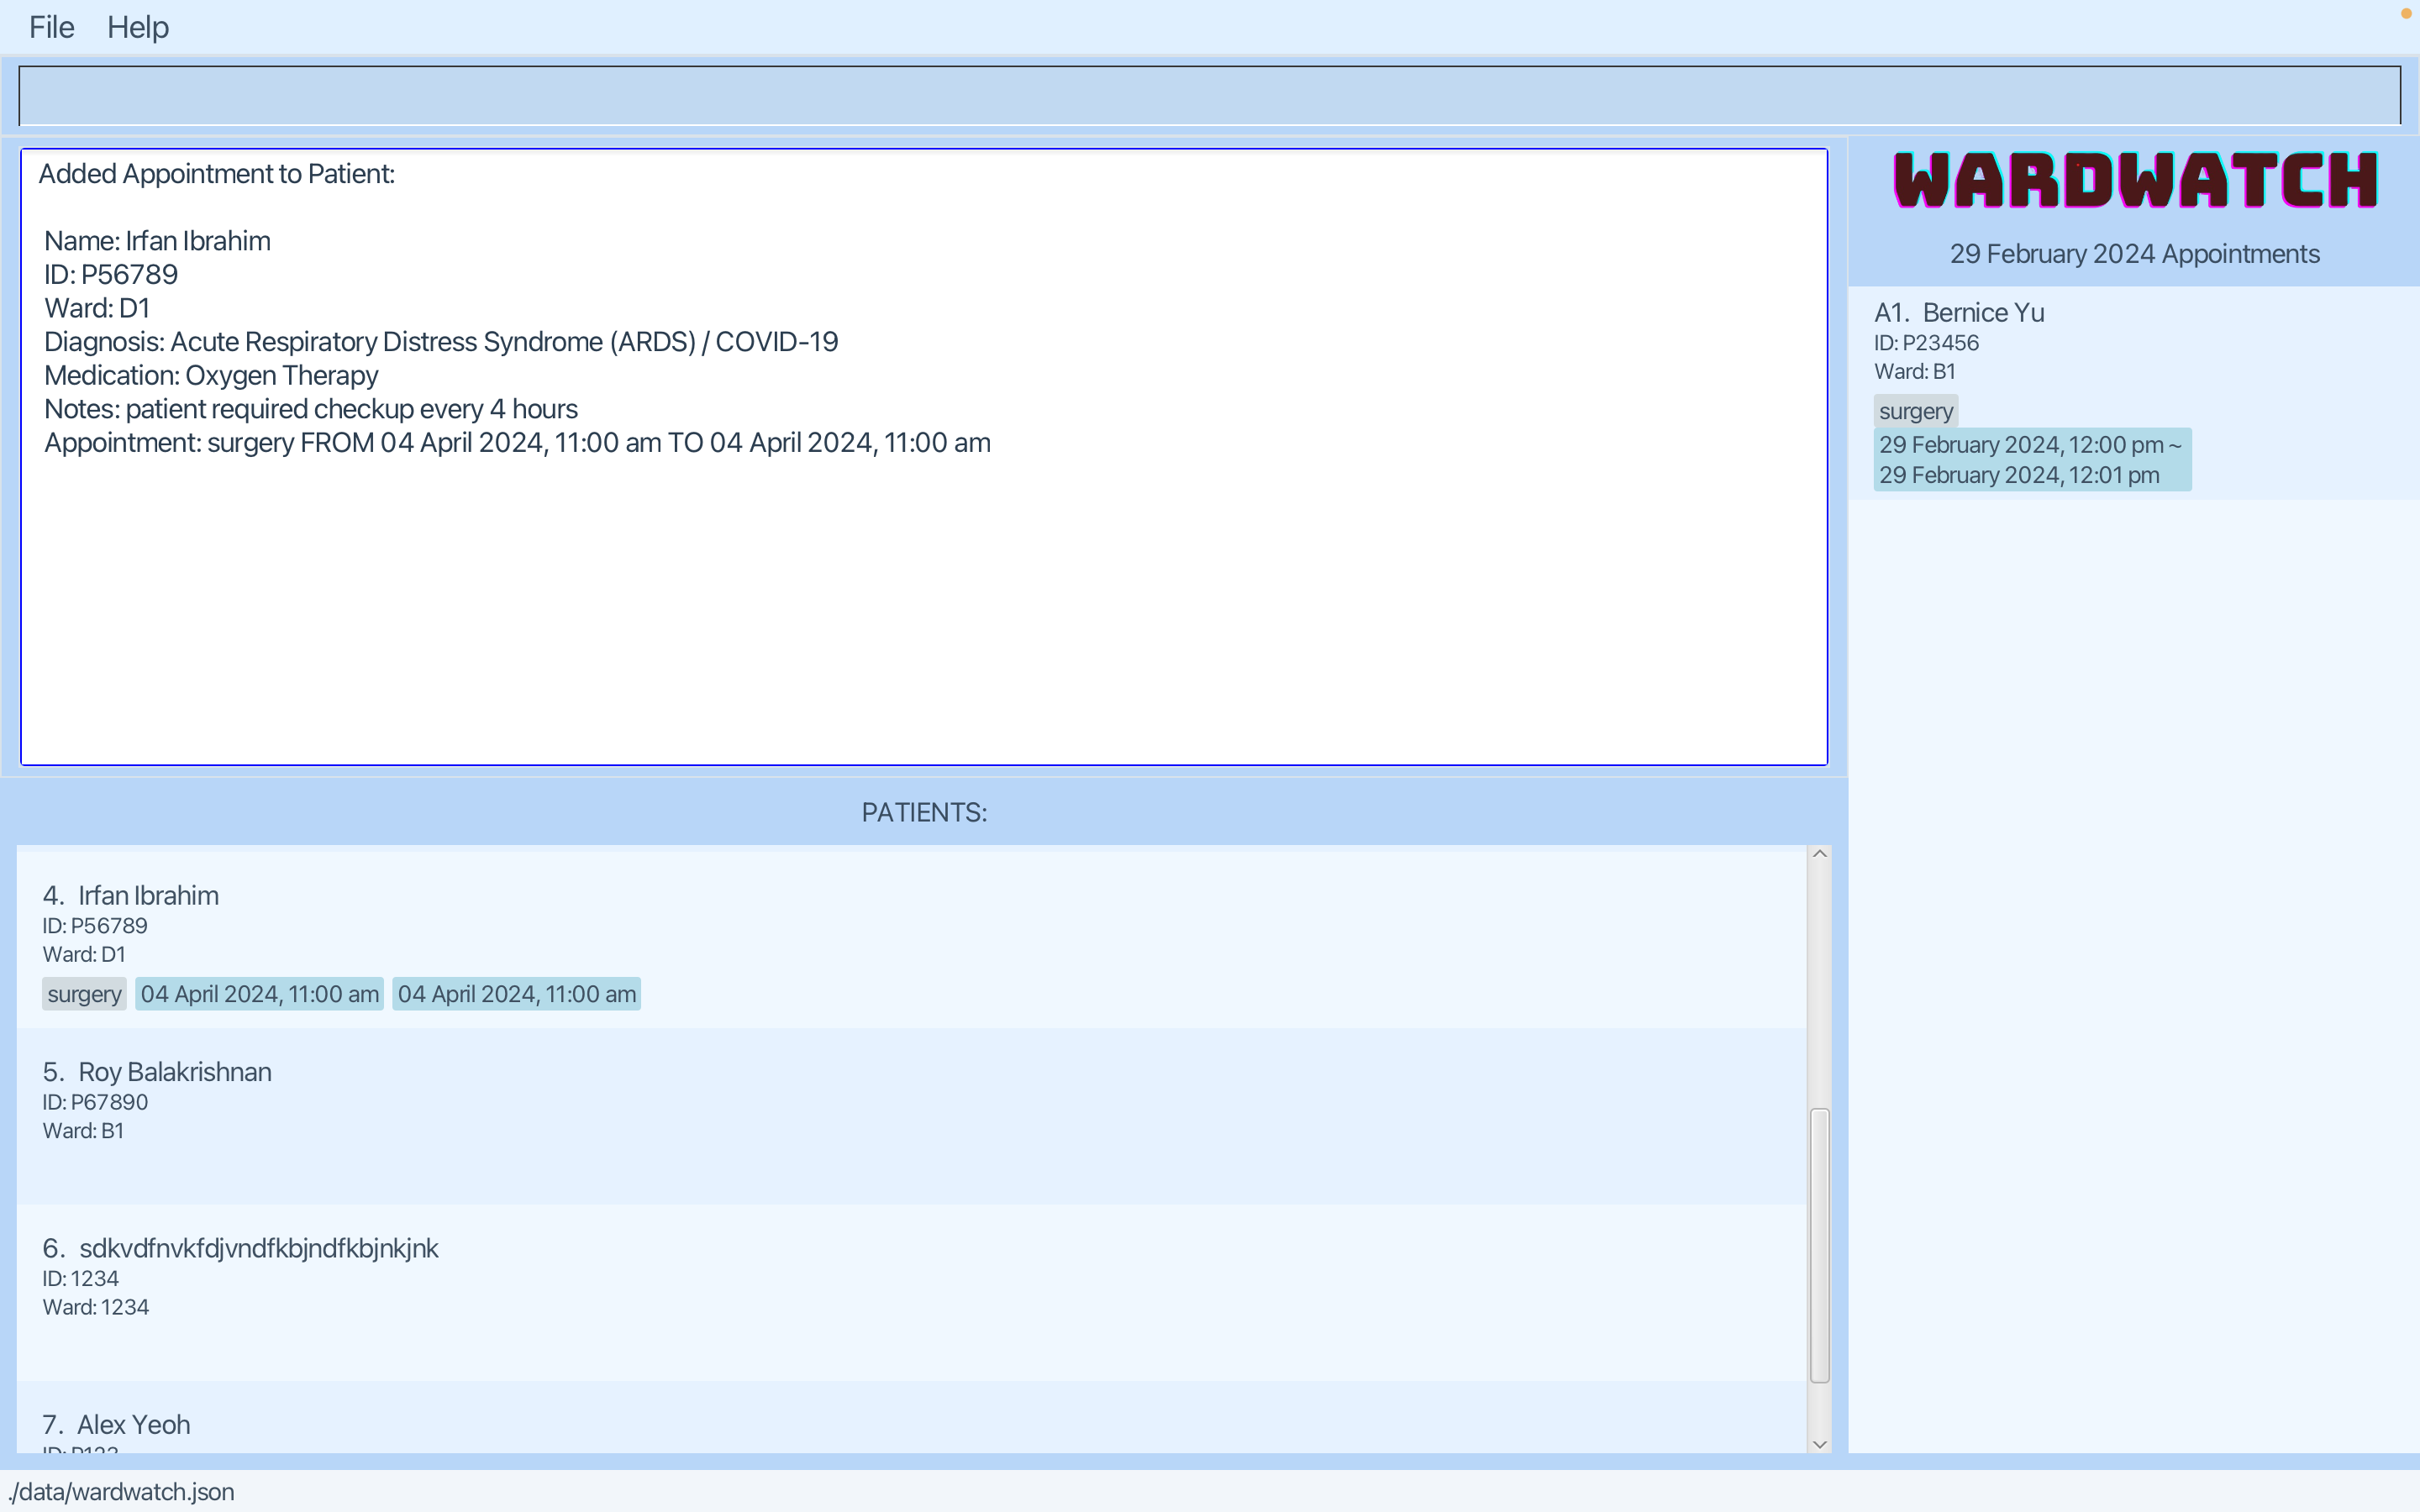 File Help
Added Appointment to Patient:
Name: Irfan Ibrahim
ID: P56789
Ward: D1
Diagnosis: Acute Respiratory Distress Syndrome (ARDS) / COVID-19
Medication: Oxygen Therapy
Notes: patient required checkup every 4 hours
Appointment: surgery FROM 04 April 2024, 11:00 am TO 04 April 2024, 11:00 am
WARDWATCH
29 February 2024 Appointments
A1. Bernice Yu
ID: P23456
Ward: B1
surgery
29 February 2024, 12:00 pm ~
29 February 2024, 12:01 pm
PATIENTS:
4. Irfan Ibrahim
ID: P56789
Ward: D1
surgery 04 April 2024, 11:00 am 04 April 2024, 11:00 am
5. Roy Balakrishnan
ID: P67890
Ward: B1
6. sdkvdfnvkfdjvndfkbjndfkbjnkjnk
ID: 1234
Ward: 1234
7. Alex Yeoh
ID: P123
./data/wardwatch.json